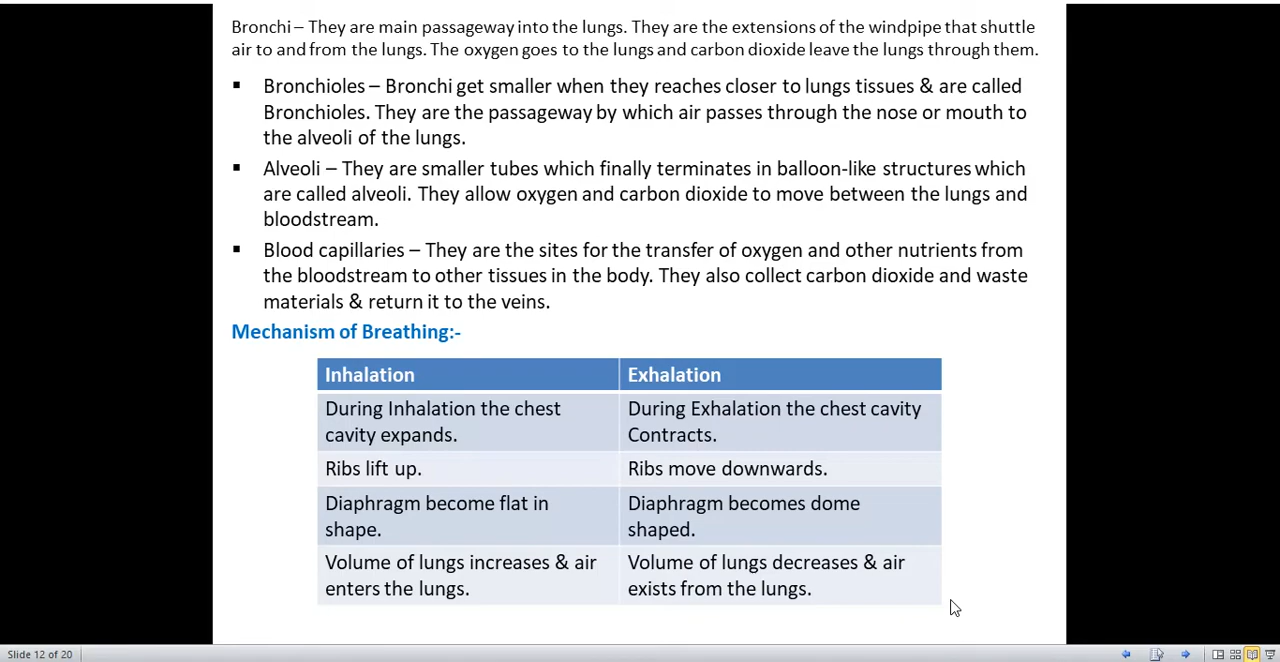 Bronchi – They are main passageway into the lungs. They are the extensions of the windpipe that shuttle
air to and from the lungs. The oxygen goes to the lungs and carbon dioxide leave the lungs through them.
▪ Bronchioles – Bronchi get smaller when they reaches closer to lungs tissues & are called
Bronchioles. They are the passageway by which air passes through the nose or mouth to
the alveoli of the lungs.
▪ Alveoli – They are smaller tubes which finally terminates in balloon-like structures which
are called alveoli. They allow oxygen and carbon dioxide to move between the lungs and
bloodstream.
▪ Blood capillaries – They are the sites for the transfer of oxygen and other nutrients from
the bloodstream to other tissues in the body. They also collect carbon dioxide and waste
materials & return it to the veins.
Mechanism of Breathing:-
Inhalation
Exhalation
During Inhalation the chest
cavity expands.
During Exhalation the chest cavity
Contracts.
Ribs lift up.
Ribs move downwards.
Diaphragm become flat in
shape.
Diaphragm becomes dome
shaped.
Volume of lungs increases & air
enters the lungs.
Volume of lungs decreases & air
exists from the lungs.
Slide 12 of 20